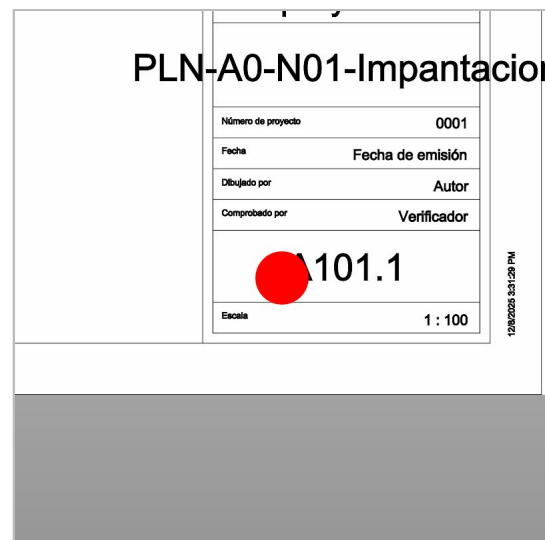 PLN-A0-N01-Impantacion
Número de proyecto 0001
Fecha Fecha de emisión
Dibujado por Autor
Comprobado por Verificador
A101.1
Escala 1 : 100
12/8/2025 3:31:29 PM